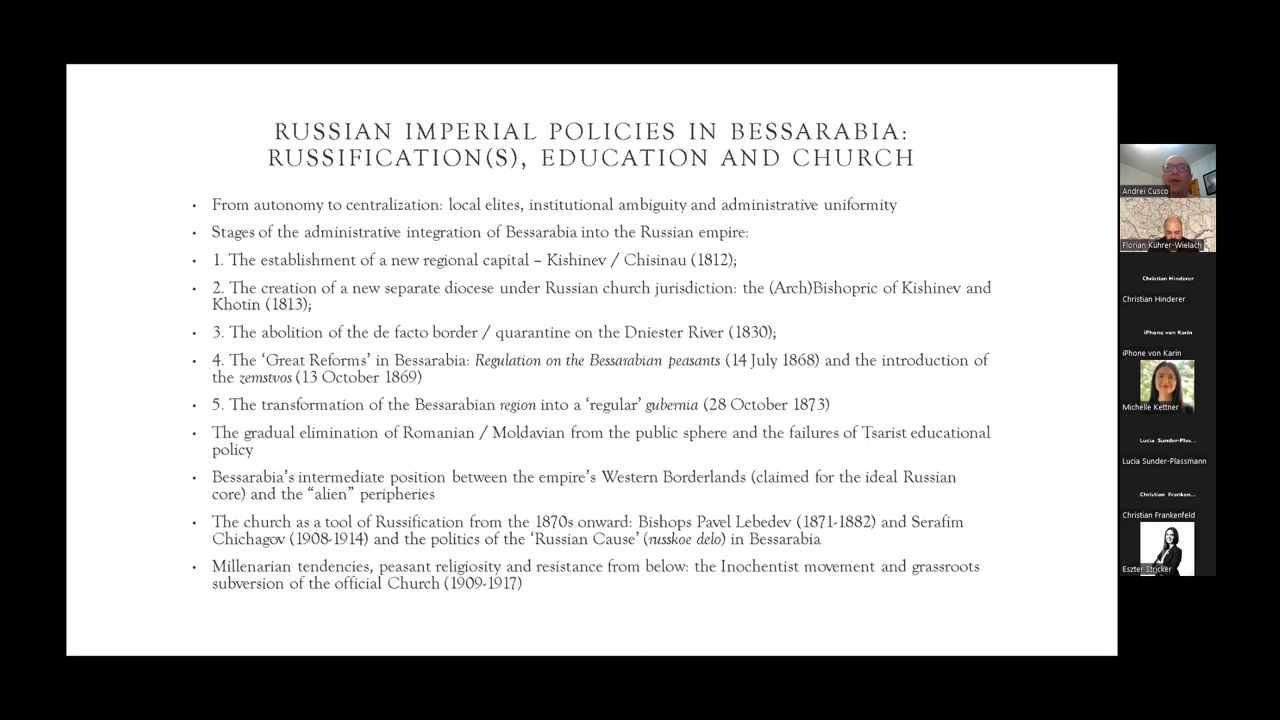 RUSSIAN IMPERIAL POLICIES IN BESSARABIA:
RUSSIFICATION(S), EDUCATION AND CHURCH
• From autonomy to centralization: local elites, institutional ambiguity and administrative uniformity
• Stages of the administrative integration of Bessarabia into the Russian empire:
• 1. The establishment of a new regional capital – Kishinev / Chisinau (1812);
• 2. The creation of a new separate diocese under Russian church jurisdiction: the (Arch)Bishopric of Kishinev and
Khotin (1813);
• 3. The abolition of the de facto border / quarantine on the Dniester River (1830);
• 4. The ‘Great Reforms’ in Bessarabia: Regulation on the Bessarabian peasants (14 July 1868) and the introduction of
the zemstvos (13 October 1869)
• 5. The transformation of the Bessarabian region into a ‘regular’ gubernia (28 October 1873)
• The gradual elimination of Romanian / Moldavian from the public sphere and the failures of Tsarist educational
policy
• Bessarabia’s intermediate position between the empire’s Western Borderlands (claimed for the ideal Russian
core) and the “alien” peripheries
• The church as a tool of Russification from the 1870s onward: Bishops Pavel Lebedev (1871-1882) and Serafim
Chichagov (1908-1914) and the politics of the ‘Russian Cause’ (russkoe delo) in Bessarabia
• Millenarian tendencies, peasant religiosity and resistance from below: the Inochentist movement and grassroots
subversion of the official Church (1909-1917)
Andrei Cusco
Florian Kührer-Wielach
Christian Hinderer
Christian Hinderer
iPhone von Karin
iPhone von Karin
Michelle Kettner
Lucia Sunder-Plas...
Lucia Sunder-Plassmann
Christian Franken...
Christian Frankenfeld
Eszter Stricker